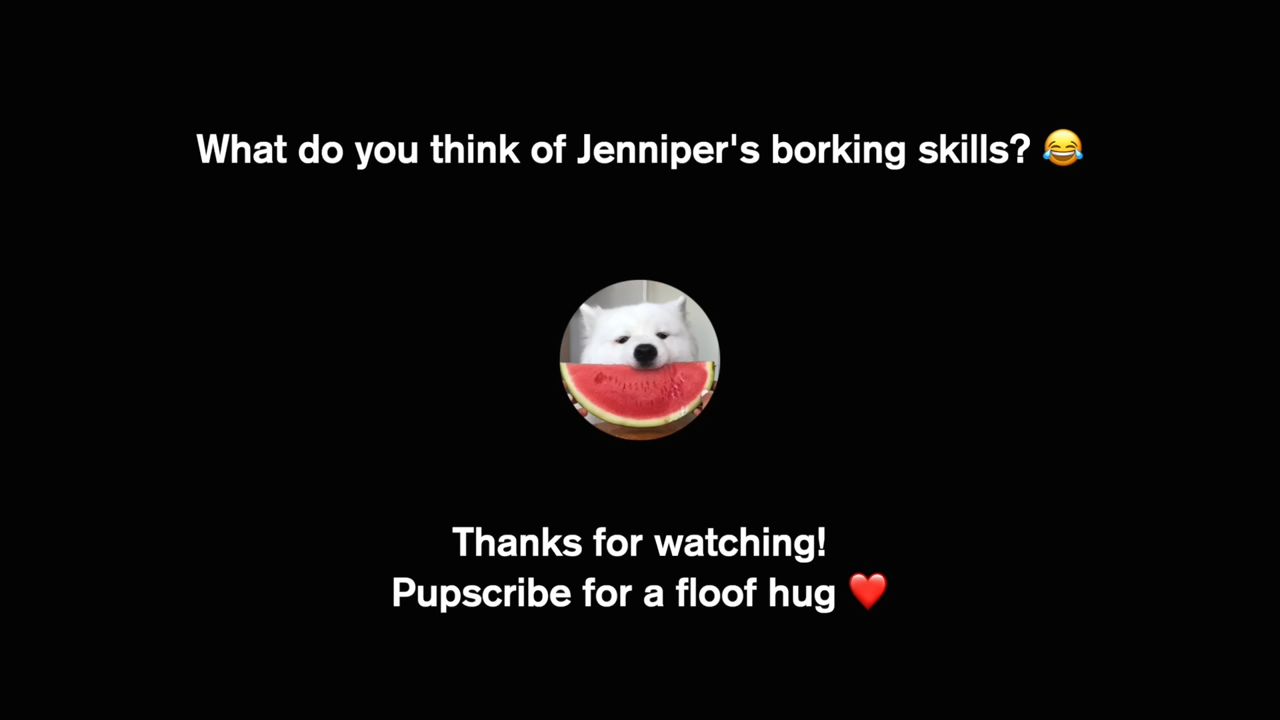 What do you think of Jenniper's borking skills? 😂
Thanks for watching!
Pupscribe for a floof hug ❤️